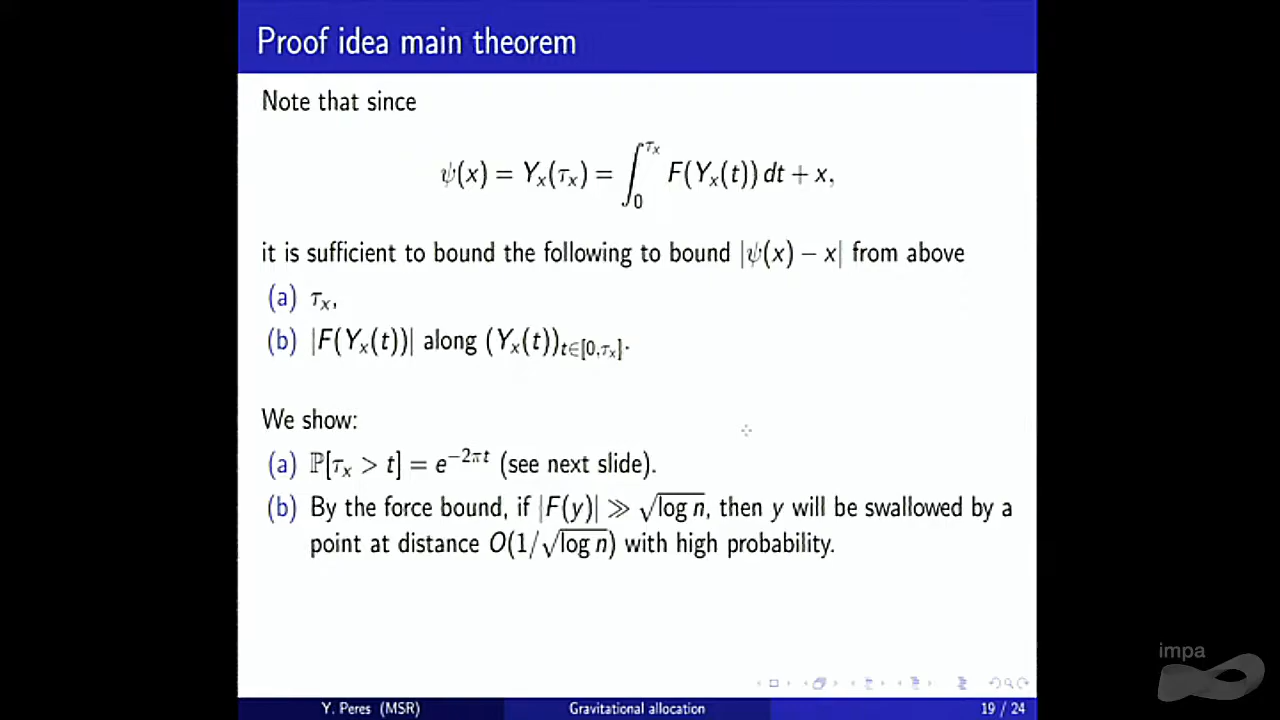 Proof idea main theorem
Note that since
ψ(x) = Y_x(τ_x) = ∫_0^{τ_x} F(Y_x(t)) dt + x,
it is sufficient to bound the following to bound |ψ(x) − x| from above
(a) τ_x,
(b) |F(Y_x(t))| along (Y_x(t))_{t∈[0,τ_x]}.
We show:
(a) ℙ[τ_x > t] = e^{−2πt} (see next slide).
(b) By the force bound, if |F(y)| ≫ √log n, then y will be swallowed by a
point at distance O(1/√log n) with high probability.
impa
Y. Peres (MSR) Gravitational allocation 19 / 24